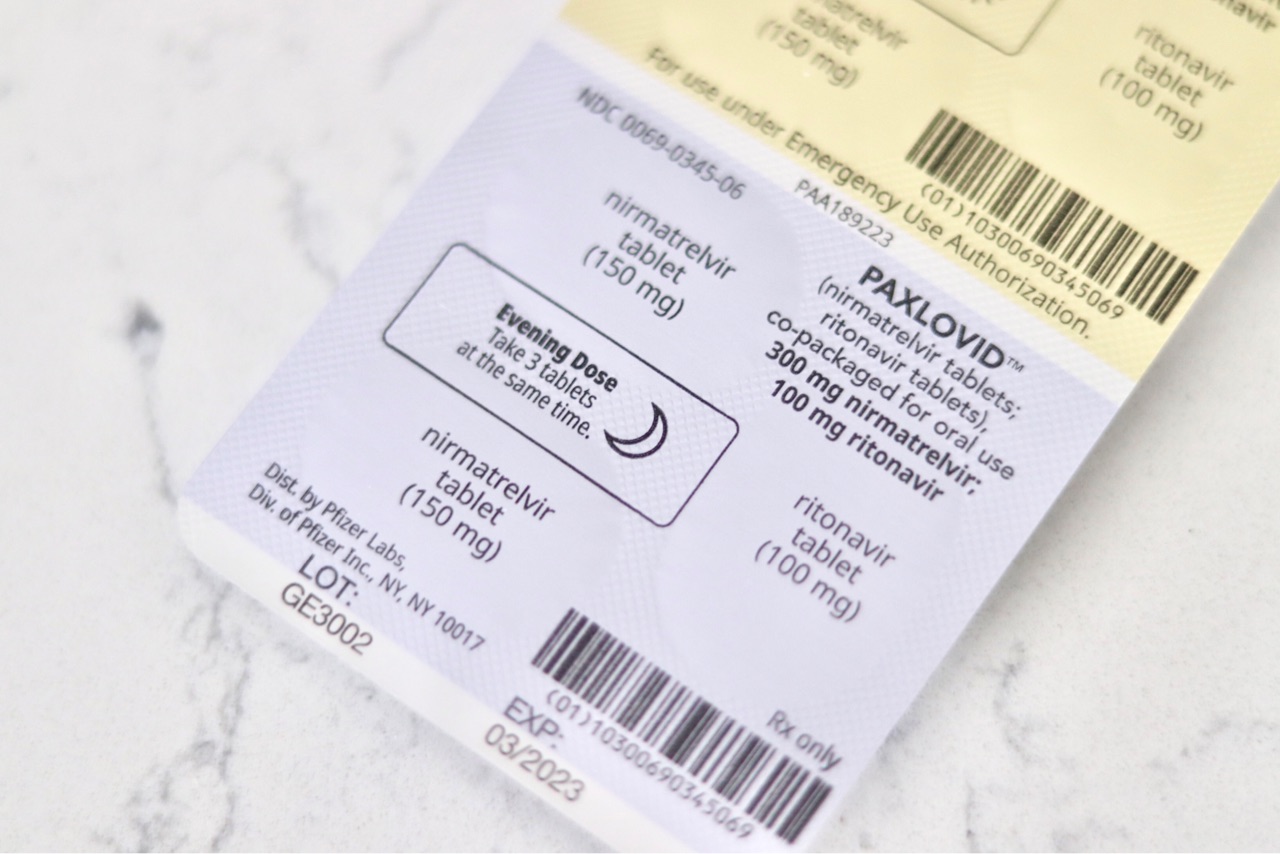 tablet
(150 mg)
ritonavir
tablet
(100 mg)
For use under Emergency Use Authorization.
(01)10300690345069
PAA189223
NDC 0069-0345-06
nirmatrelvir
tablet
(150 mg)
PAXLOVID™
(nirmatrelvir tablets;
ritonavir tablets),
co-packaged for oral use
300 mg nirmatrelvir;
100 mg ritonavir
Evening Dose
Take 3 tablets
at the same time.
nirmatrelvir
tablet
(150 mg)
ritonavir
tablet
(100 mg)
Dist. by Pfizer Labs,
Div. of Pfizer Inc., NY, NY 10017
LOT:
GE3002
EXP:
03/2023
(01)10300690345069
Rx only